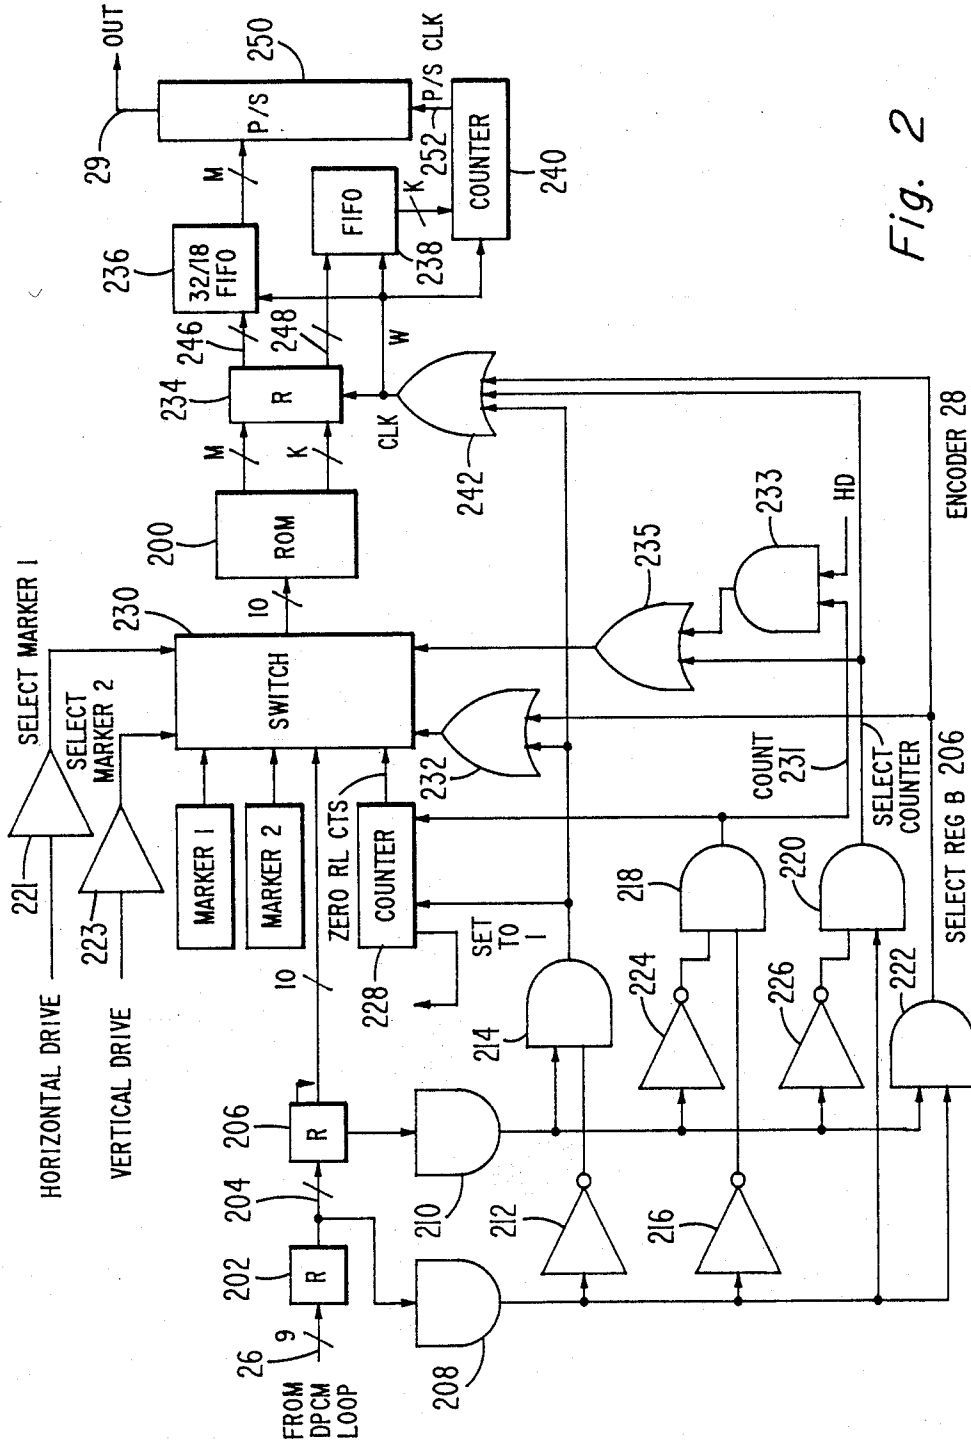 HORIZONTAL DRIVE
221
SELECT MARKER 1
VERTICAL DRIVE
223
SELECT
MARKER 2
230
MARKER 1
MARKER 2
ZERO RL CTS
COUNTER
228
SWITCH
10
200
ROM
M
K
234
R
246
248
CLK
W
236
32/18
FIFO
FIFO
238
M
K
29
OUT
P/S
250
252
P/S CLK
COUNTER
240
FROM
DPCM
LOOP
26
9
202
R
204
206
R
10
208
210
212
216
SET
TO 1
214
224
226
218
220
222
232
COUNT
231
SELECT
COUNTER
SELECT REG B 206
235
233
HD
242
ENCODER 28
Fig. 2